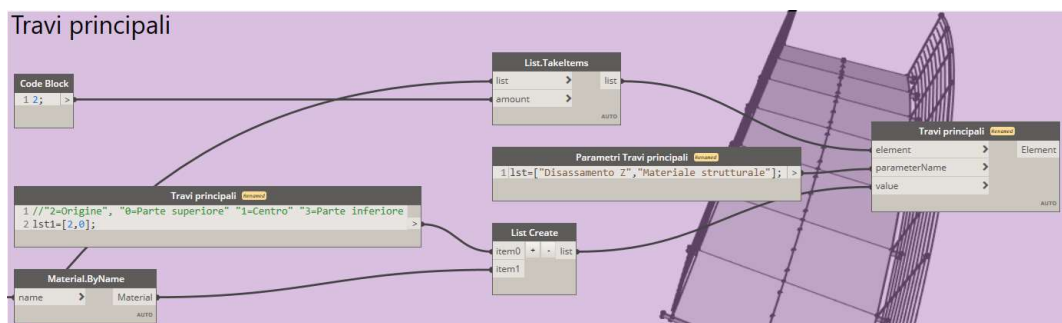 Travi principali
Code Block
1 2; >
List.TakeItems
list > list
amount >
AUTO
Travi principali Renamed
element > Element
parameterName >
value >
AUTO
Parametri Travi principali Renamed
1 lst=["Disassamento Z","Materiale strutturale"]; >
Travi principali Renamed
1 //"2=Origine", "0=Parte superiore" "1=Centro" "3=Parte inferiore
2 lst1=[2,0]; >
List Create
item0 + - list
item1
AUTO
Material.ByName
name > Material
AUTO